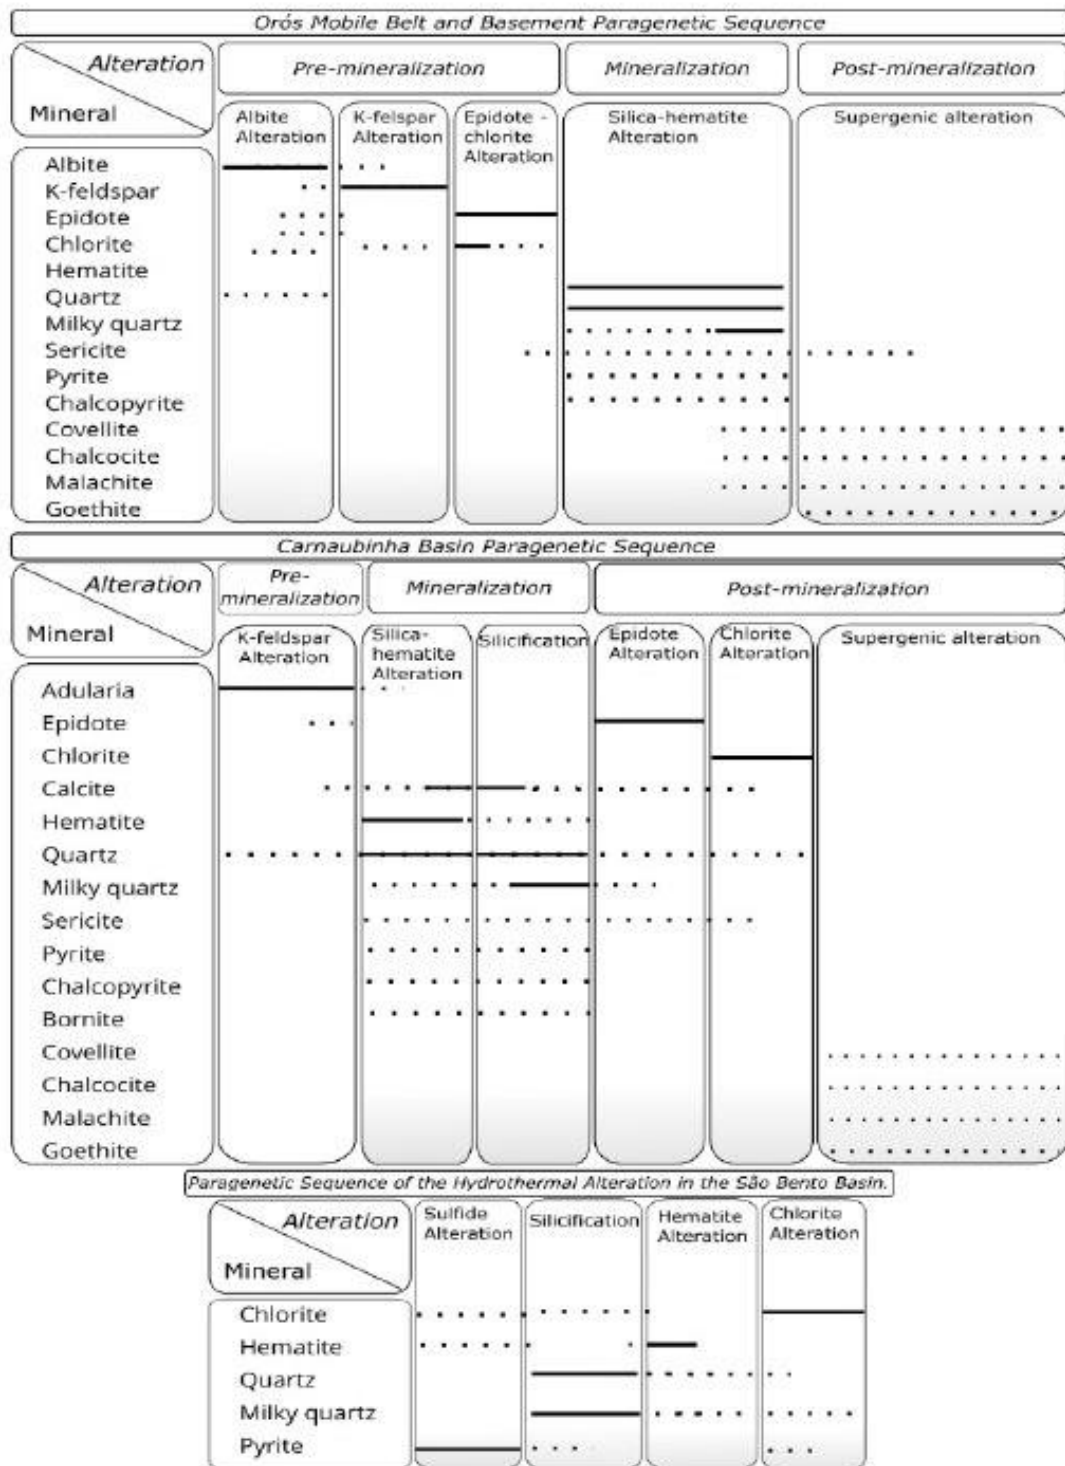 Orós Mobile Belt and Basement Paragenetic Sequence
Alteration
Mineral
Pre-mineralization
Mineralization
Post-mineralization
Albite
Alteration
K-felspar
Alteration
Epidote -
chlorite
Alteration
Silica-hematite
Alteration
Supergenic alteration
Albite
K-feldspar
Epidote
Chlorite
Hematite
Quartz
Milky quartz
Sericite
Pyrite
Chalcopyrite
Covellite
Chalcocite
Malachite
Goethite
Carnaubinha Basin Paragenetic Sequence
Alteration
Mineral
Pre-
mineralization
Mineralization
Post-mineralization
K-feldspar
Alteration
Silica-
hematite
Alteration
Silicification
Epidote
Alteration
Chlorite
Alteration
Supergenic alteration
Adularia
Epidote
Chlorite
Calcite
Hematite
Quartz
Milky quartz
Sericite
Pyrite
Chalcopyrite
Bornite
Covellite
Chalcocite
Malachite
Goethite
Paragenetic Sequence of the Hydrothermal Alteration in the São Bento Basin.
Alteration
Mineral
Sulfide
Alteration
Silicification
Hematite
Alteration
Chlorite
Alteration
Chlorite
Hematite
Quartz
Milky quartz
Pyrite